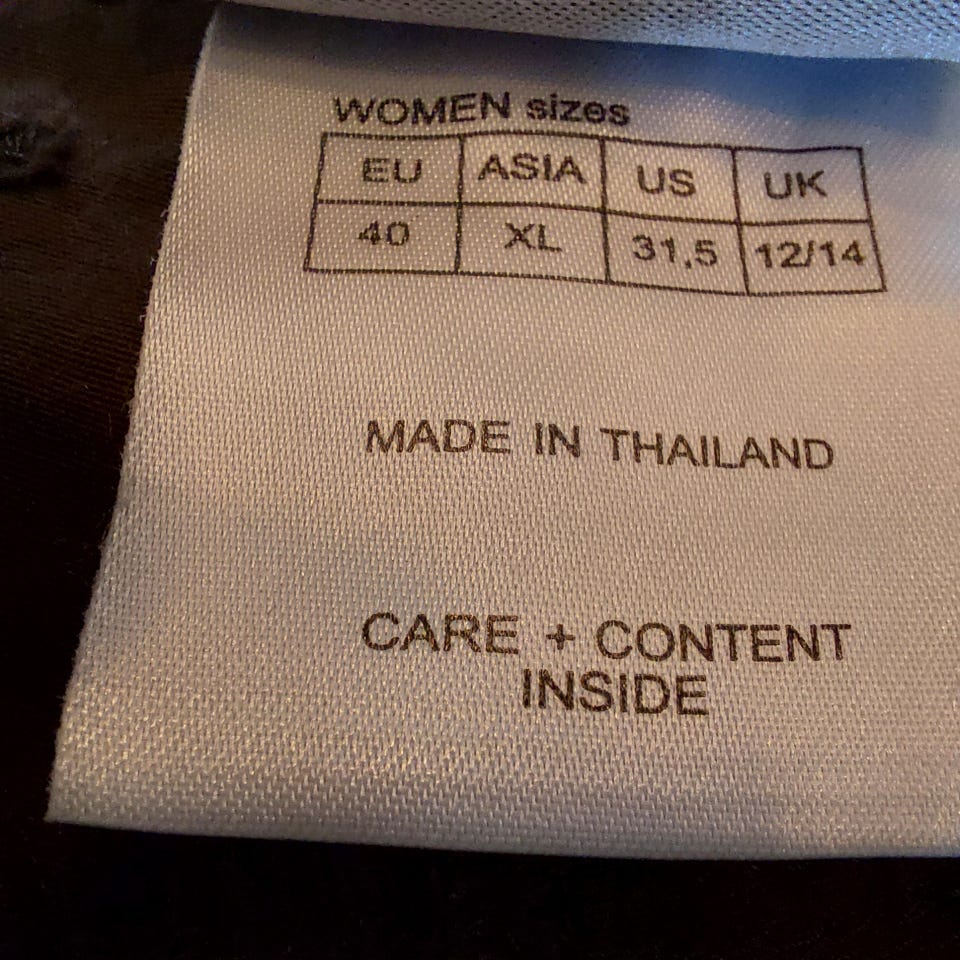 WOMEN sizes
EU ASIA US UK
40 XL 31,5 12/14
MADE IN THAILAND
CARE + CONTENT
INSIDE